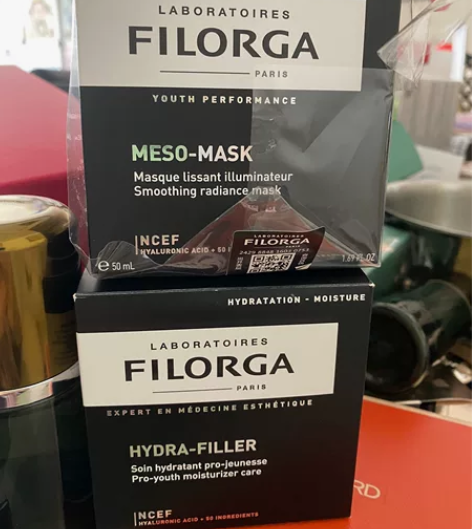 LABORATOIRES
FILORGA
PARIS
YOUTH PERFORMANCE
MESO-MASK
Masque lissant illuminateur
Smoothing radiance mask
NCEF
HYALURONIC ACID + 50
LABORATOIRES
FILORGA
e 50 mL
1.69 FL OZ
HYDRATATION - MOISTURE
LABORATOIRES
FILORGA
PARIS
EXPERT EN MÉDECINE ESTHÉTIQUE
HYDRA-FILLER
Soin hydratant pro-jeunesse
Pro-youth moisturizer care
NCEF
HYALURONIC ACID + 50 INGREDIENTS
RD